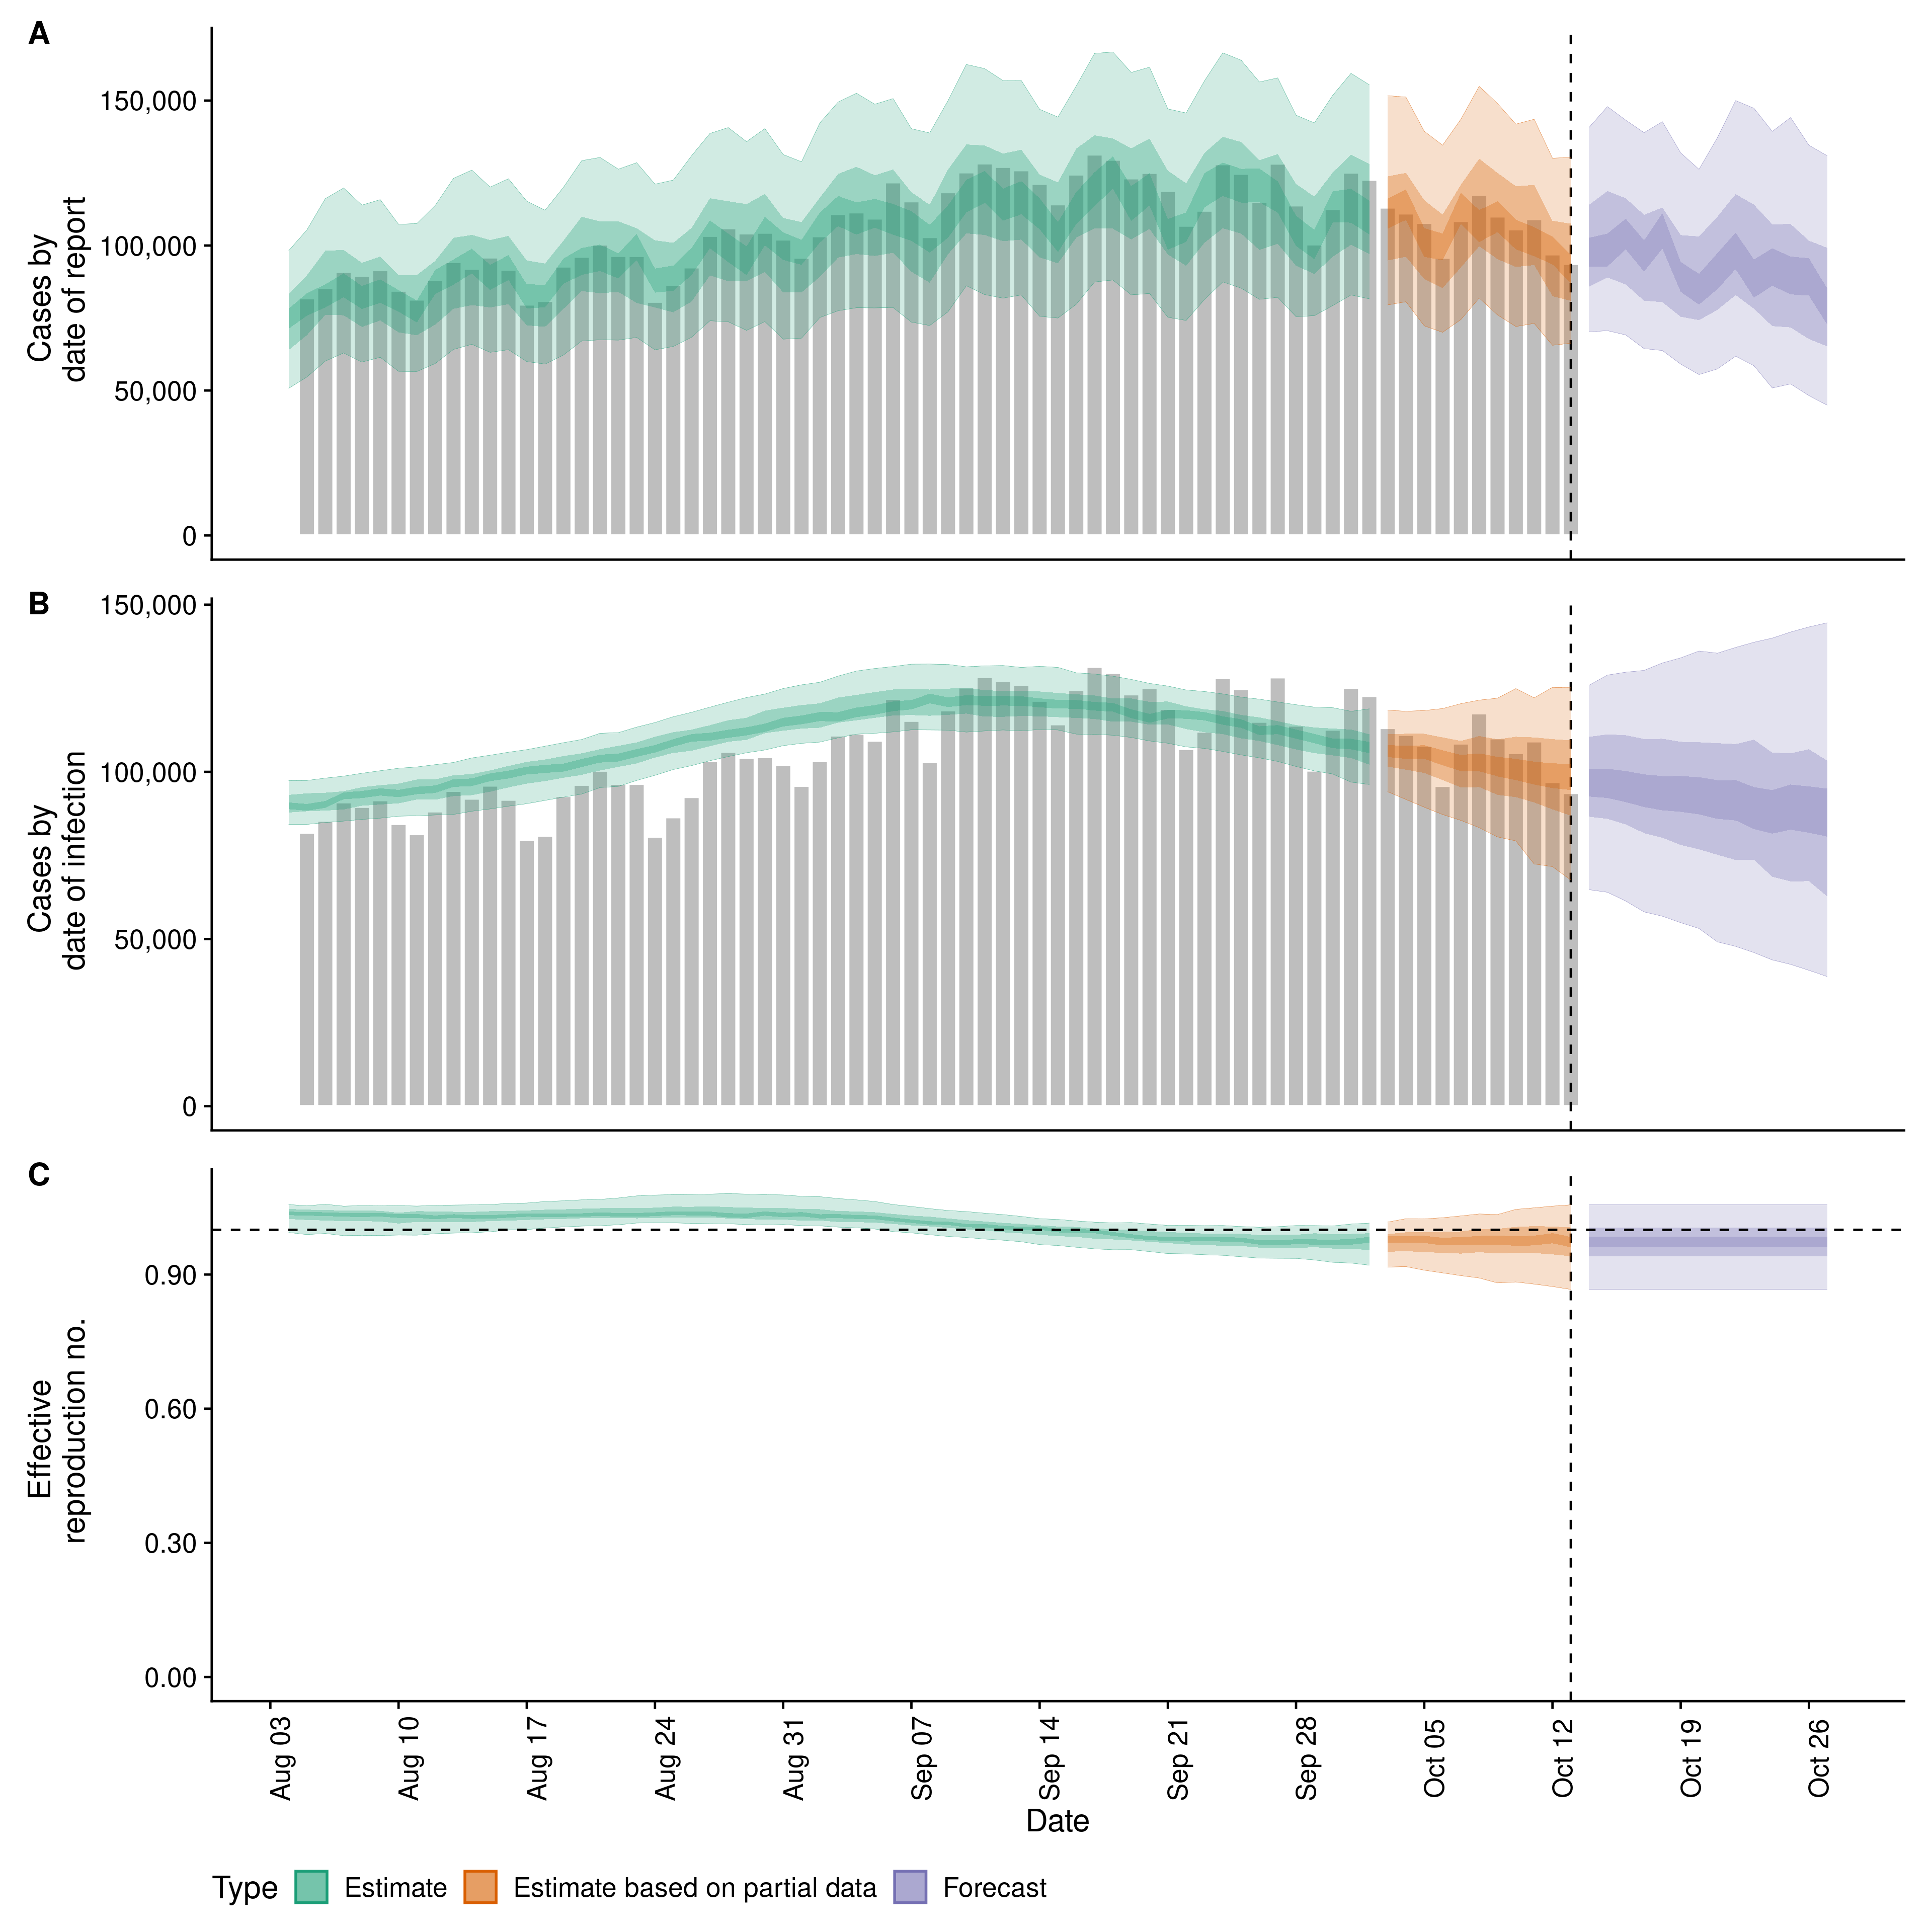 A
Cases by
date of report
150,000
100,000
50,000
0
B
Cases by
date of infection
150,000
100,000
50,000
0
C
Effective
reproduction no.
0.90
0.60
0.30
0.00
Aug 03
Aug 10
Aug 17
Aug 24
Aug 31
Sep 07
Sep 14
Sep 21
Sep 28
Oct 05
Oct 12
Oct 19
Oct 26
Date
Type Estimate Estimate based on partial data Forecast